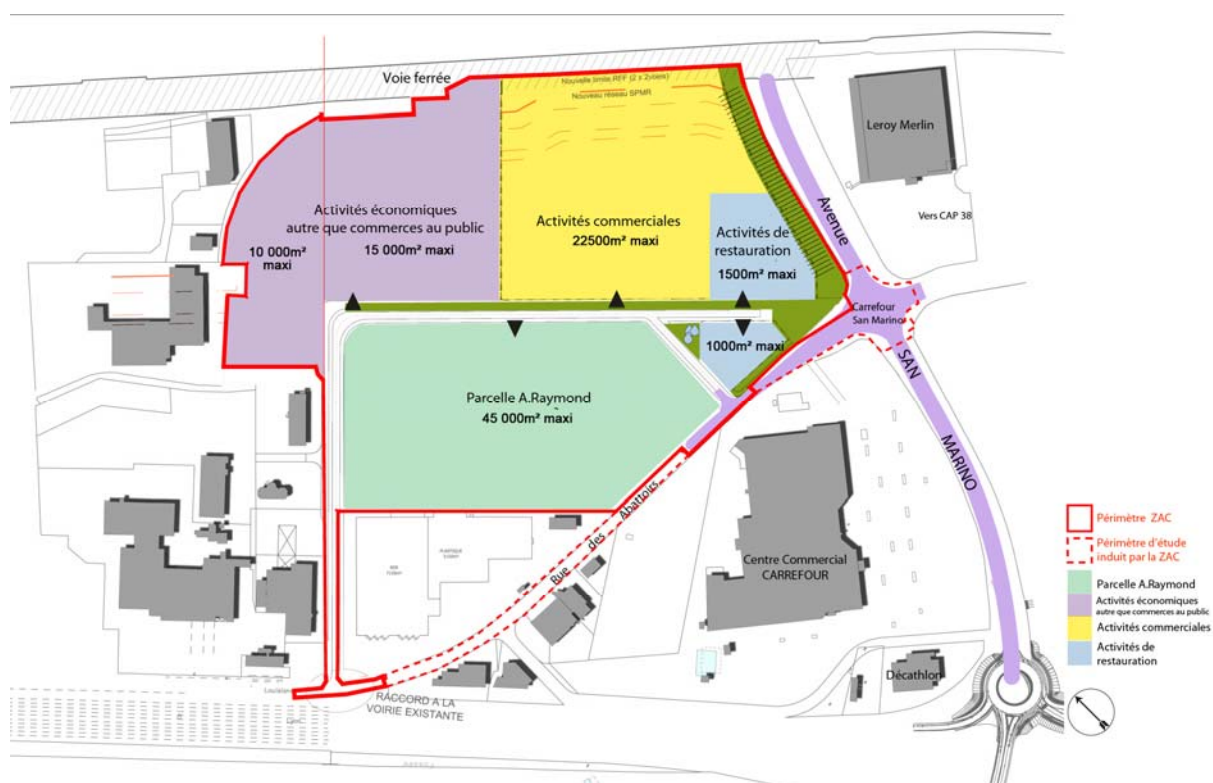 Voie ferrée
Nouvelle limite RFF (2 x 2voies)
Nouveau réseau SPMR
Leroy Merlin
Activités économiques
autre que commerces au public
10 000m²
maxi
15 000m² maxi
Activités commerciales
22500m² maxi
Activités de
restauration
1500m² maxi
Avenue
Vers CAP 38
Carrefour
San Marino
1000m² maxi
SAN
MARINO
Parcelle A.Raymond
45 000m² maxi
Rue des Abattoirs
Centre Commercial
CARREFOUR
Décathlon
RACCORD A LA
VOIRIE EXISTANTE
Périmètre ZAC
Périmètre d'étude
induit par la ZAC
Parcelle A.Raymond
Activités économiques
autre que commerces au public
Activités commerciales
Activités de
restauration